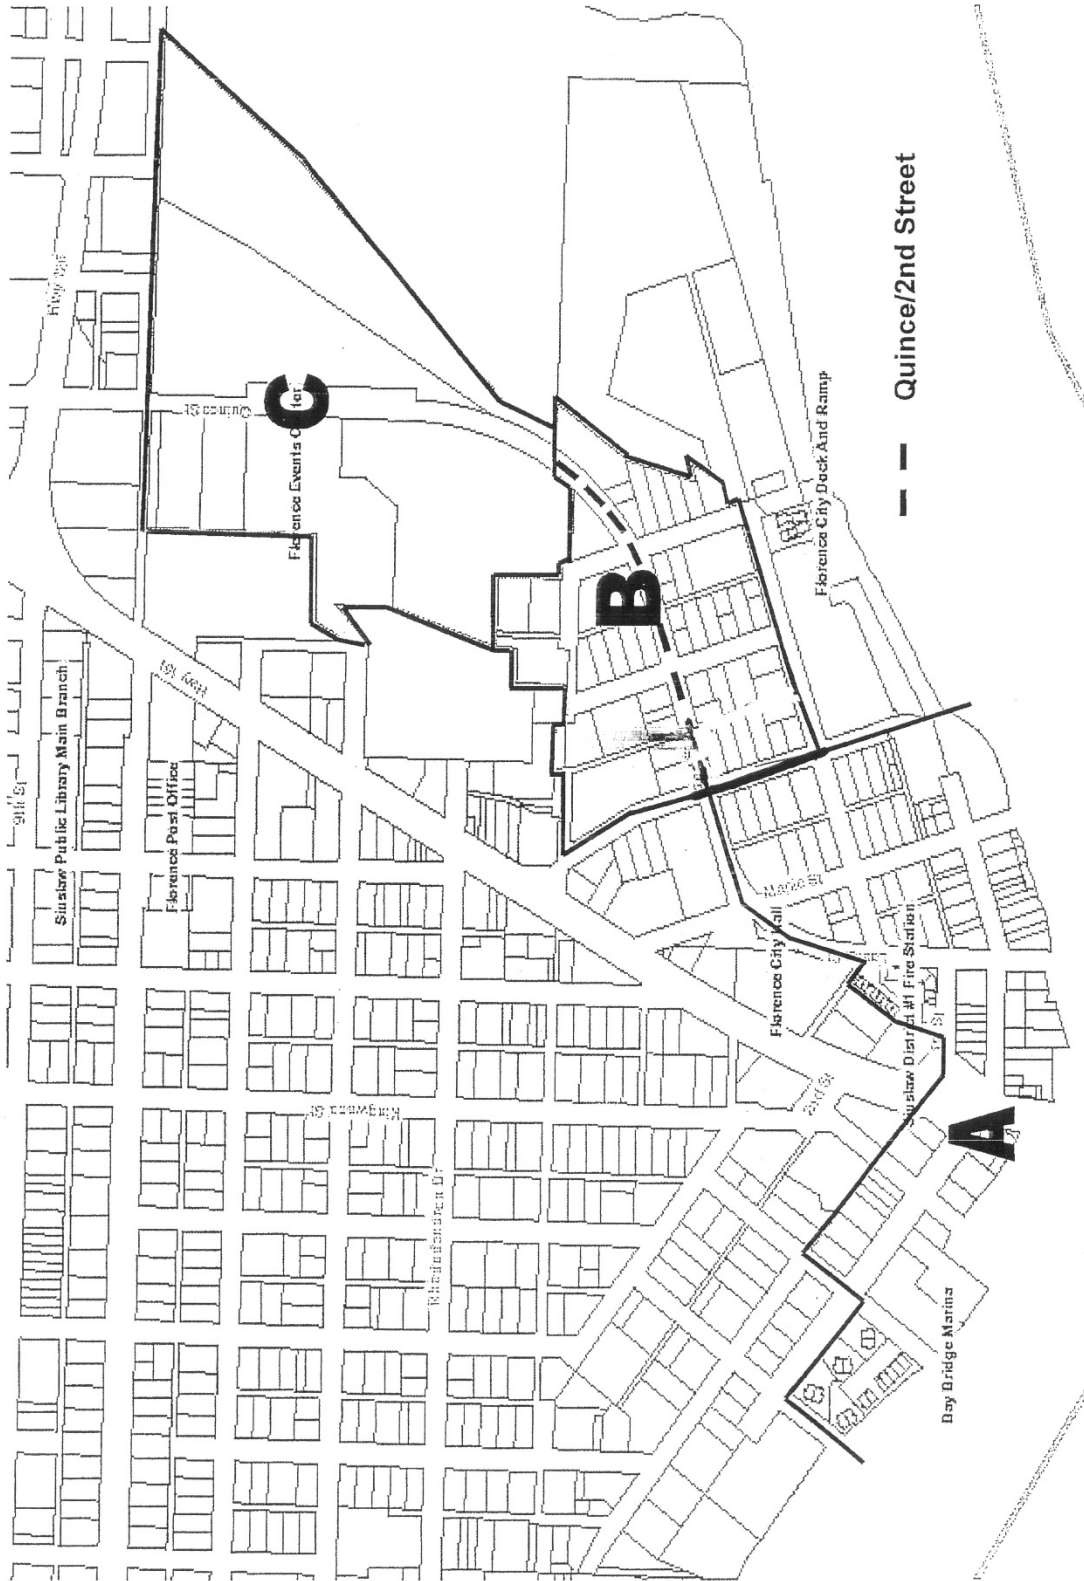 9th St
Siuslaw Public Library Main Branch
Florence Post Office
Hwy 101
Quince St
C
Florence Events Center
B
Florence City Dock And Ramp
Quince/2nd Street
Kingwood St
Rhododendron Dr
2nd St
Florence City Hall
Maple St
Siuslaw District #1 Fire Station
A
Bay Bridge Marina